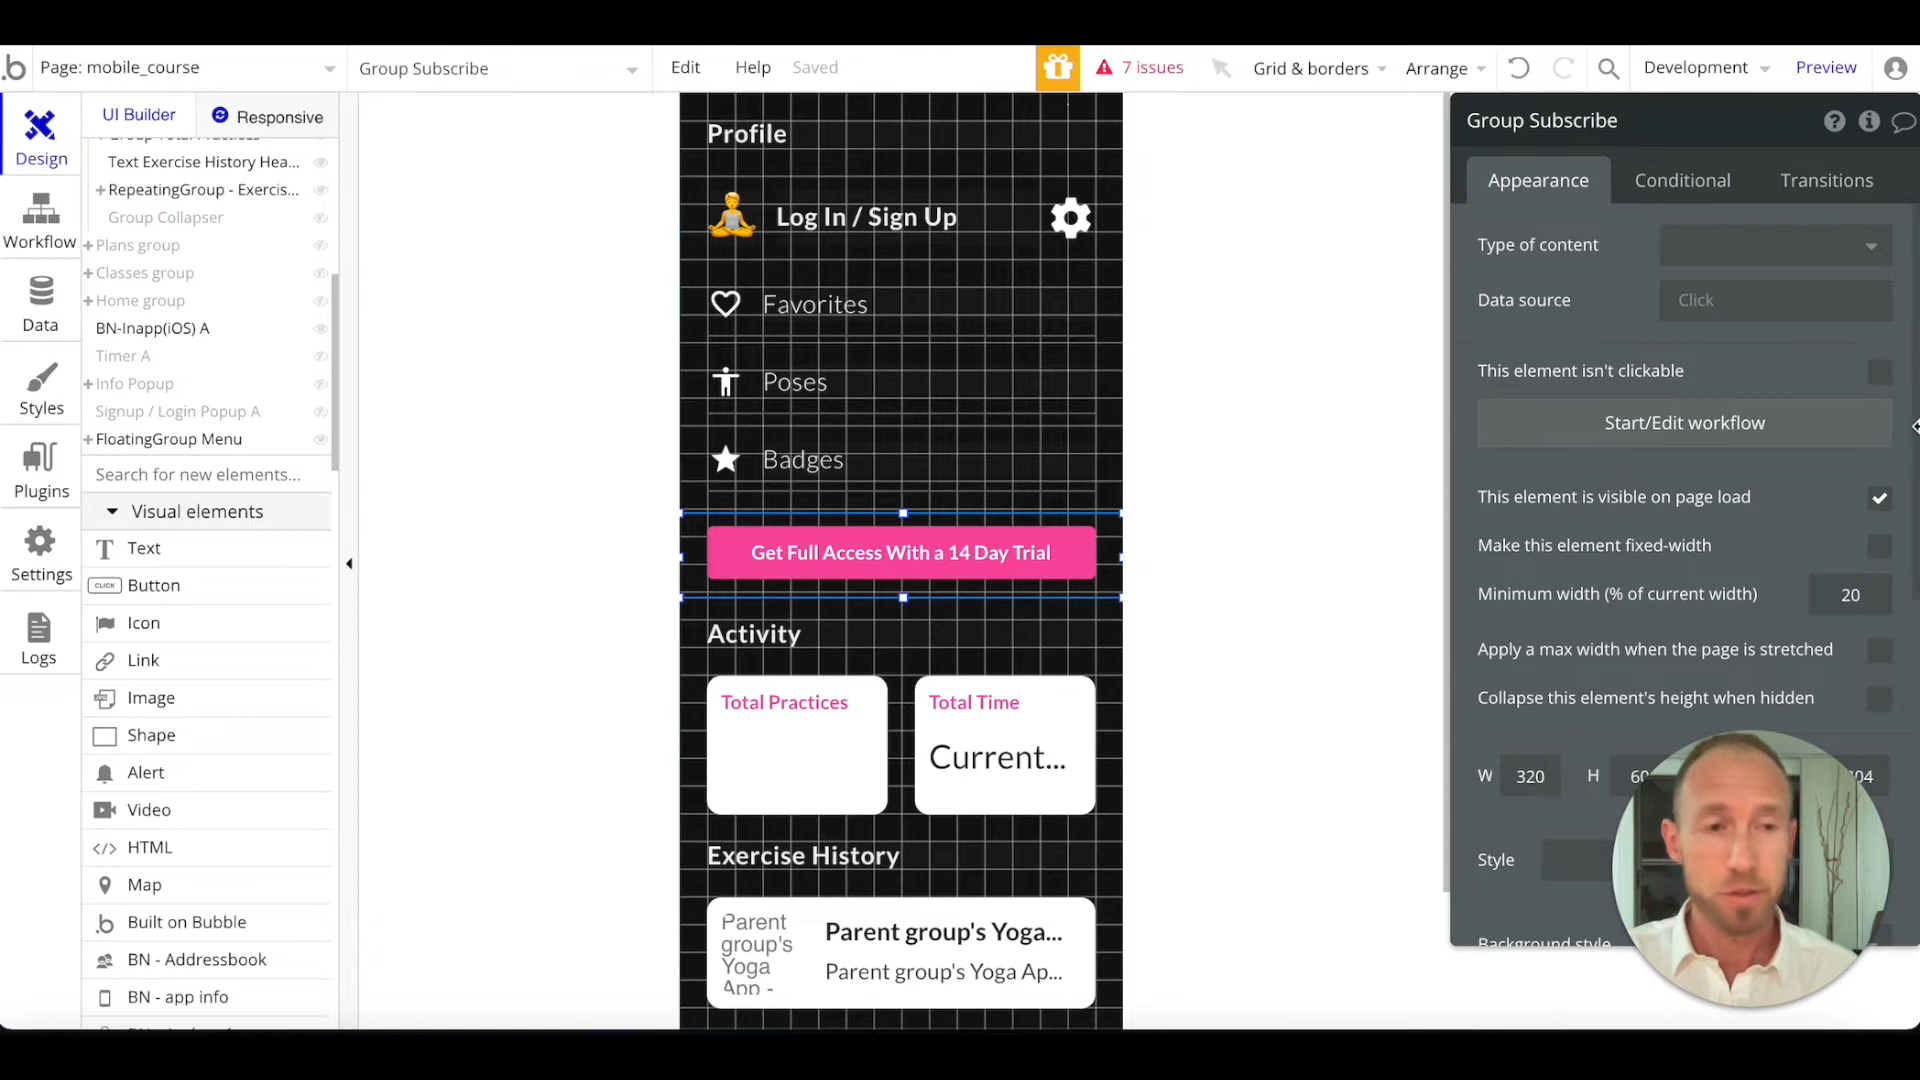 Page: mobile_course
Group Subscribe
Edit
Help
Saved
7 issues
Grid & borders
Arrange
Development
Preview
Design
Workflow
Data
Styles
Plugins
Settings
Logs
UI Builder
Responsive
Text Exercise History Hea...
RepeatingGroup - Exercis...
Group Collapser
Plans group
Classes group
Home group
BN-Inapp(iOS) A
Timer A
Info Popup
Signup / Login Popup A
FloatingGroup Menu
Search for new elements...
Visual elements
Text
CLICK Button
Icon
Link
Image
Shape
Alert
Video
HTML
Map
Built on Bubble
BN - Addressbook
BN - app info
Profile
Log In / Sign Up
Favorites
Poses
Badges
Get Full Access With a 14 Day Trial
Activity
Total Practices
Total Time
Current...
Exercise History
Parent
group's
Yoga
App -
Parent group's Yoga...
Parent group's Yoga Ap...
Group Subscribe
Appearance
Conditional
Transitions
Type of content
Data source
Click
This element isn't clickable
Start/Edit workflow
This element is visible on page load
Make this element fixed-width
Minimum width (% of current width)
20
Apply a max width when the page is stretched
Collapse this element's height when hidden
W 320 H
Style
Background style